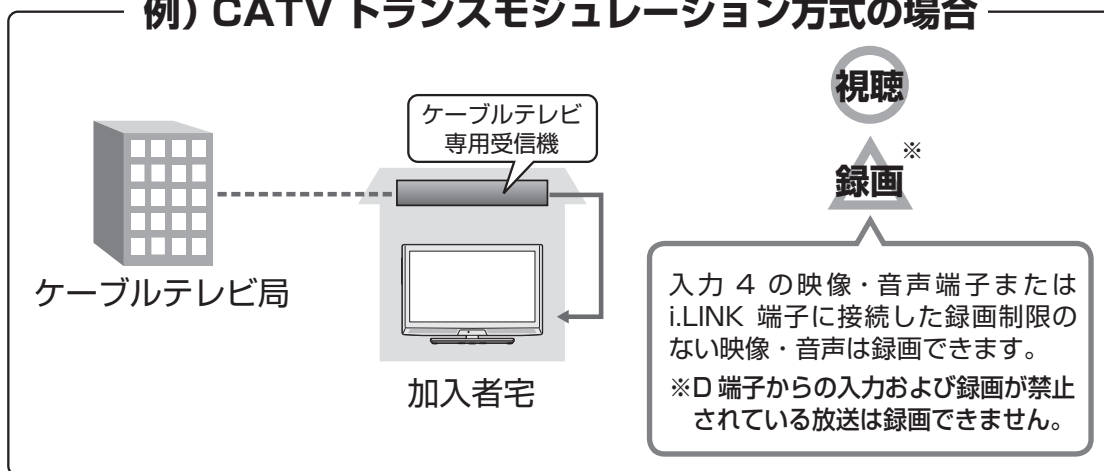 例）CATV トランスモジュレーション方式の場合
ケーブルテレビ
専用受信機
ケーブルテレビ局
加入者宅
視聴
録画※
入力 4 の映像・音声端子または
i.LINK 端子に接続した録画制限の
ない映像・音声は録画できます。
※D 端子からの入力および録画が禁止
されている放送は録画できません。